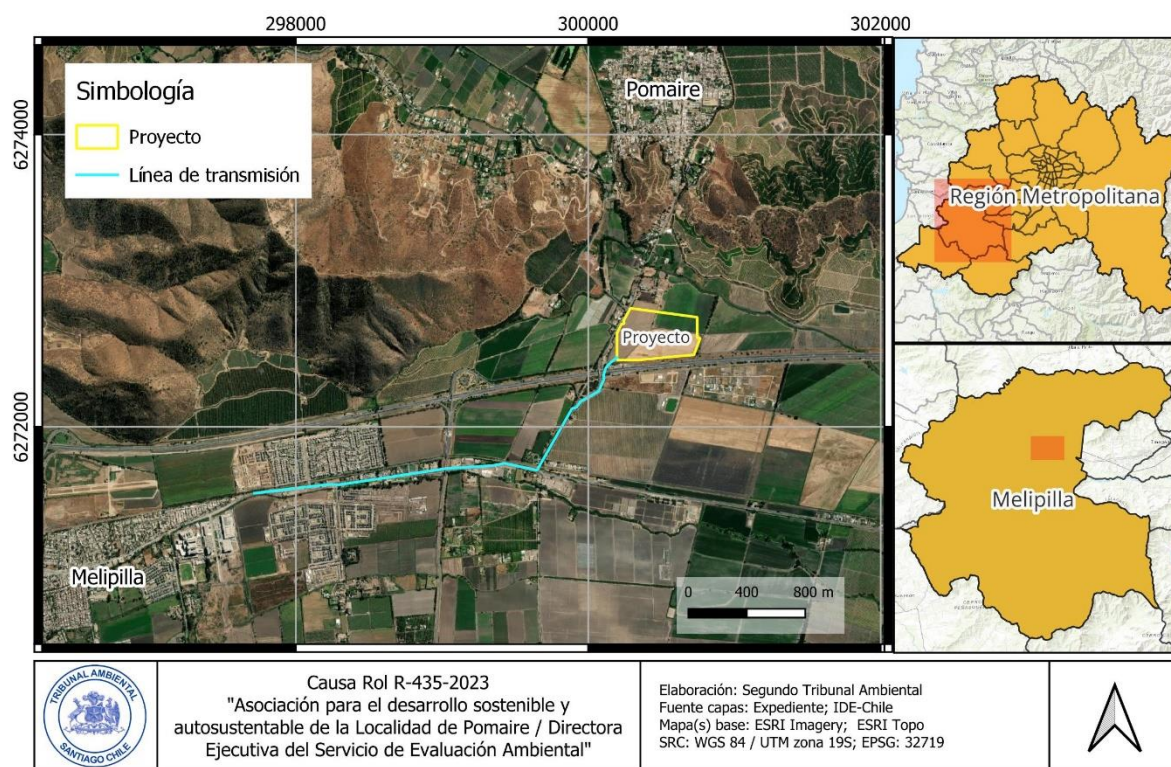 298000
300000
302000
6274000
6272000
Simbología
Proyecto
Línea de transmisión
Pomaire
Proyecto
Melipilla
0 400 800 m
Región Metropolitana
Melipilla
TRIBUNAL AMBIENTAL
SANTIAGO CHILE
Causa Rol R-435-2023
"Asociación para el desarrollo sostenible y
autosustentable de la Localidad de Pomaire / Directora
Ejecutiva del Servicio de Evaluación Ambiental"
Elaboración: Segundo Tribunal Ambiental
Fuente capas: Expediente; IDE-Chile
Mapa(s) base: ESRI Imagery; ESRI Topo
SRC: WGS 84 / UTM zona 19S; EPSG: 32719